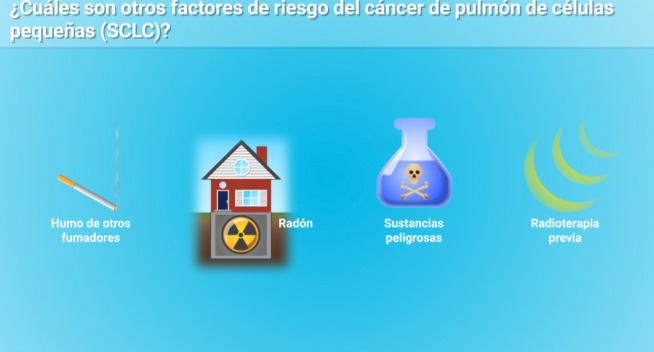 ¿Cuáles son otros factores de riesgo del cáncer de pulmón de células
pequeñas (SCLC)?
Humo de otros
fumadores
Radón
Sustancias
peligrosas
Radioterapia
previa